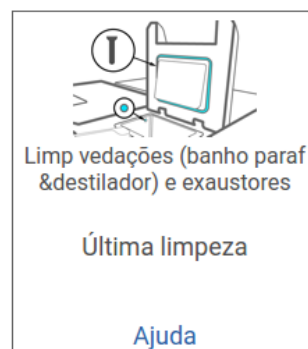 Limp vedações (banho paraf
&destilador) e exaustores
Última limpeza
Ajuda